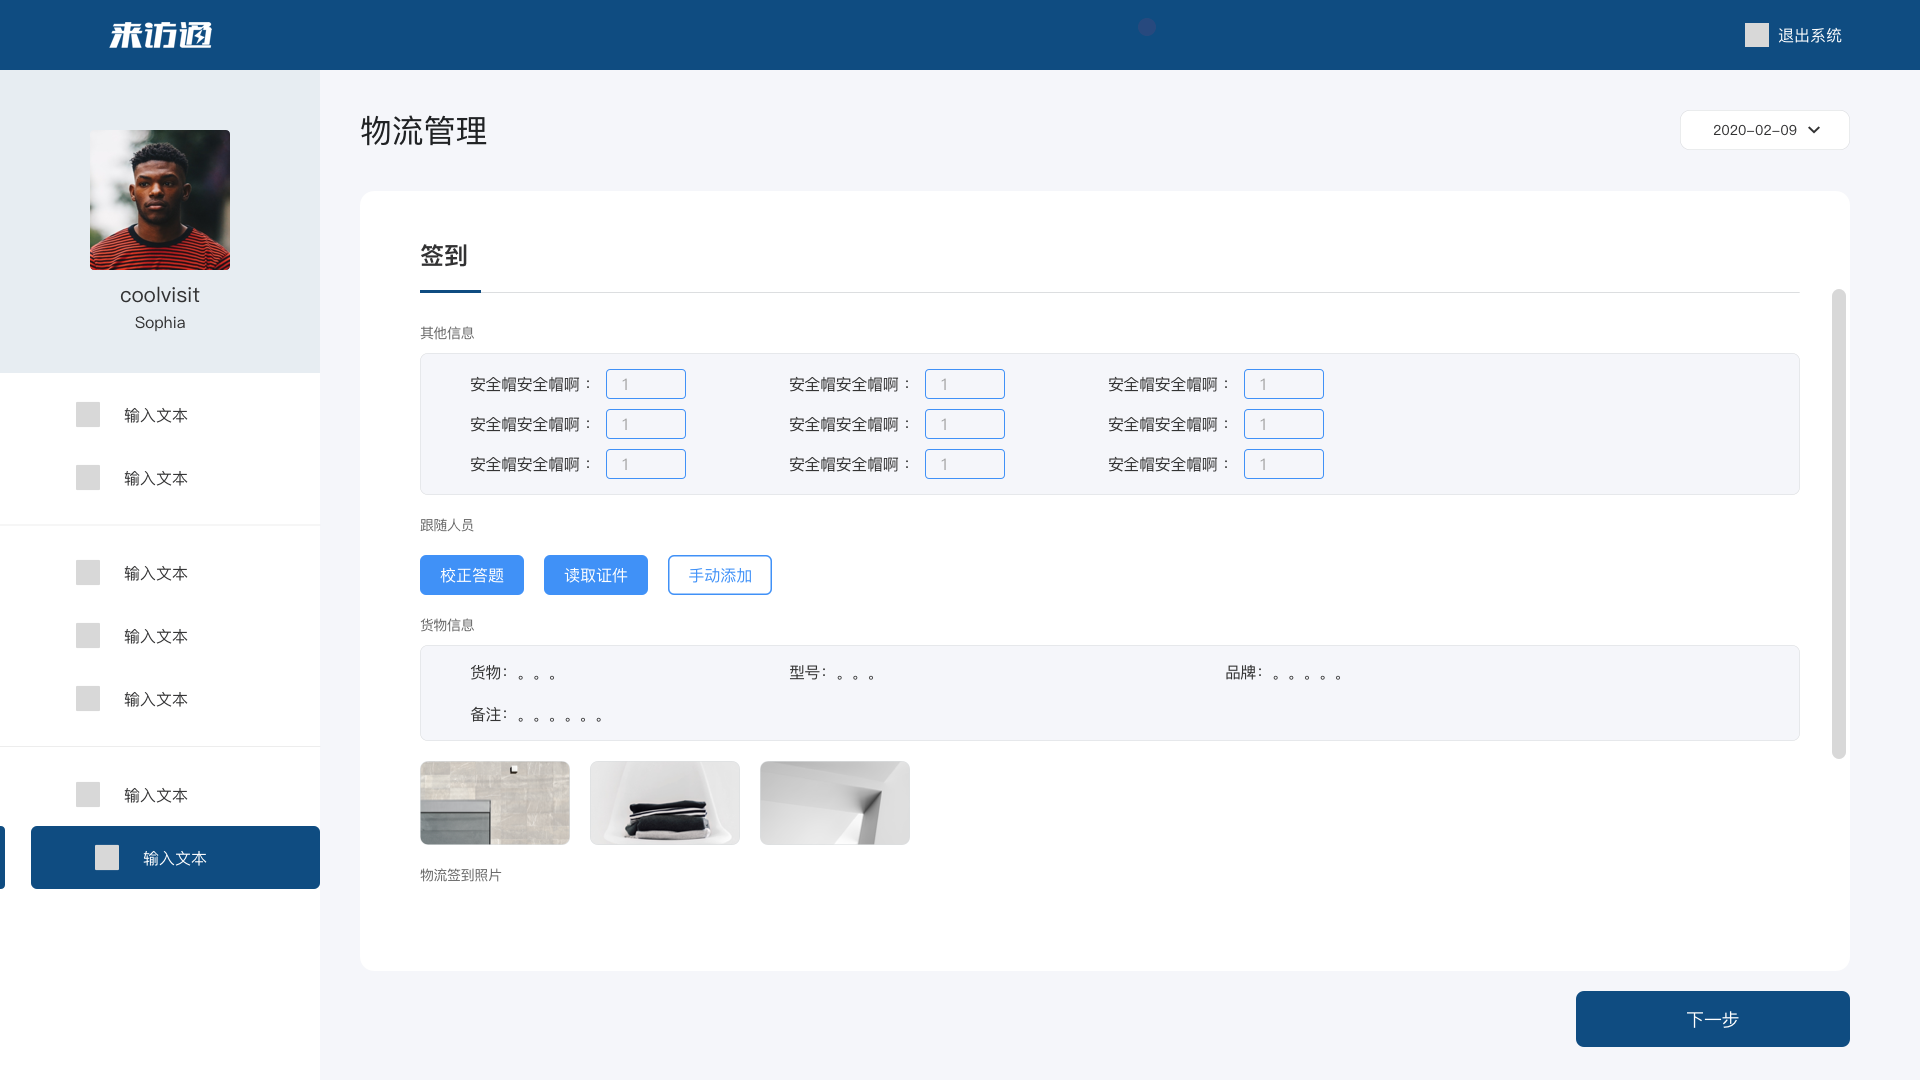 来访通
退出系统
coolvisit
Sophia
输入文本
输入文本
输入文本
输入文本
输入文本
输入文本
输入文本
物流管理
2020-02-09
签到
其他信息
安全帽安全帽啊： 1 安全帽安全帽啊： 1 安全帽安全帽啊： 1
安全帽安全帽啊： 1 安全帽安全帽啊： 1 安全帽安全帽啊： 1
安全帽安全帽啊： 1 安全帽安全帽啊： 1 安全帽安全帽啊： 1
跟随人员
校正答题 读取证件 手动添加
货物信息
货物：。。。 型号：。。。 品牌：。。。。。
备注：。。。。。。
物流签到照片
下一步